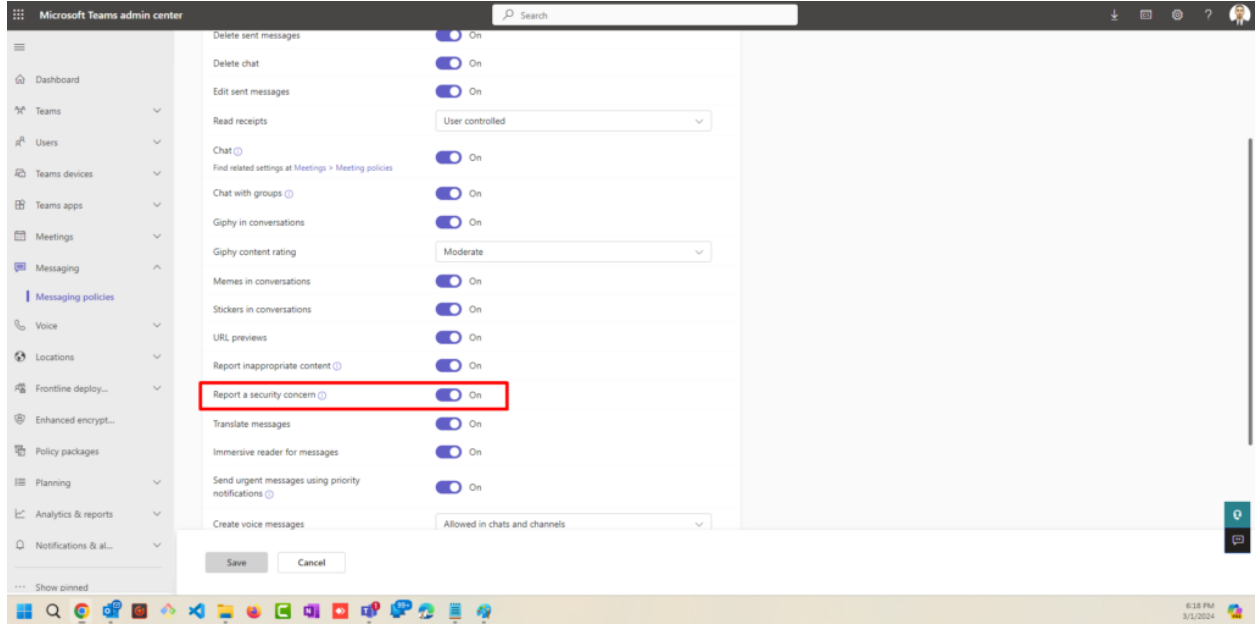 Microsoft Teams admin center
Search
Delete sent messages On
Delete chat On
Dashboard
Edit sent messages On
Teams
Read receipts User controlled
Users
Chat On
Find related settings at Meetings > Meeting policies
Teams devices
Chat with groups On
Teams apps
Giphy in conversations On
Meetings
Giphy content rating Moderate
Messaging
Memes in conversations On
Messaging policies
Stickers in conversations On
Voice
URL previews On
Locations
Report inappropriate content On
Frontline deploy...
Report a security concern On
Enhanced encrypt...
Translate messages On
Policy packages
Immersive reader for messages On
Planning
Send urgent messages using priority
notifications On
Analytics & reports
Create voice messages Allowed in chats and channels
Notifications & al...
Save Cancel
Show pinned
99+
6:18 PM
3/1/2024